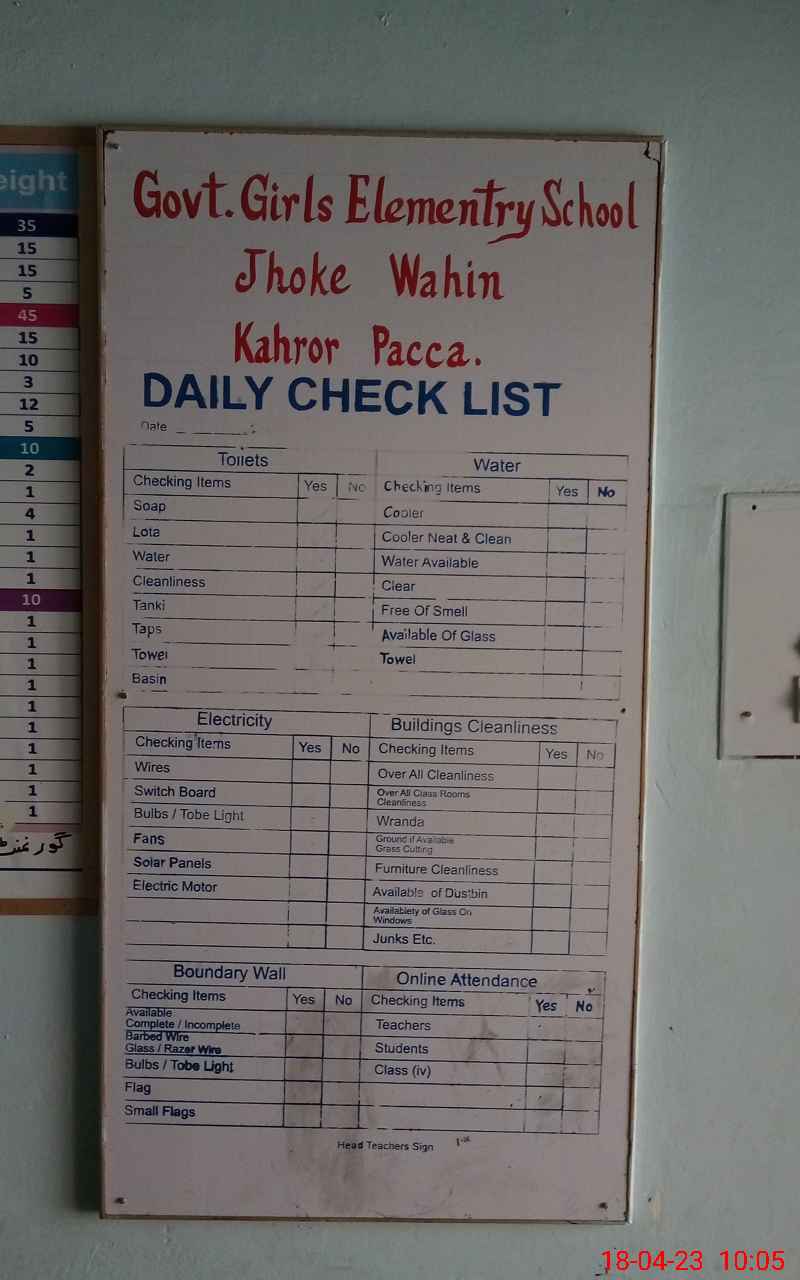 eight
35
15
15
5
45
15
10
3
12
5
10
2
1
4
1
1
1
10
1
1
1
1
1
1
1
1
1
1
گورنمنٹ
Govt. Girls Elementry School
Jhoke Wahin
Kahror Pacca.
DAILY CHECK LIST
Date
Toilets Water
Checking Items Yes No Checking Items Yes No
Soap Cooler
Lota Cooler Neat & Clean
Water Water Available
Cleanliness Clear
Tanki Free Of Smell
Taps Available Of Glass
Towel Towel
Basin
Electricity Buildings Cleanliness
Checking Items Yes No Checking Items Yes No
Wires Over All Cleanliness
Switch Board Over All Class Rooms
Cleanliness
Bulbs / Tobe Light Wranda
Fans Ground if Available
Grass Cutting
Solar Panels Furniture Cleanliness
Electric Motor Available of Dustbin
Availablety of Glass On
Windows
Junks Etc.
Boundary Wall Online Attendance
Checking Items Yes No Checking Items Yes No
Available
Complete / Incomplete Teachers
Barbed Wire
Glass / Razer Wire Students
Bulbs / Tobe Light Class (iv)
Flag
Small Flags
Head Teachers Sign
18-04-23 10:05